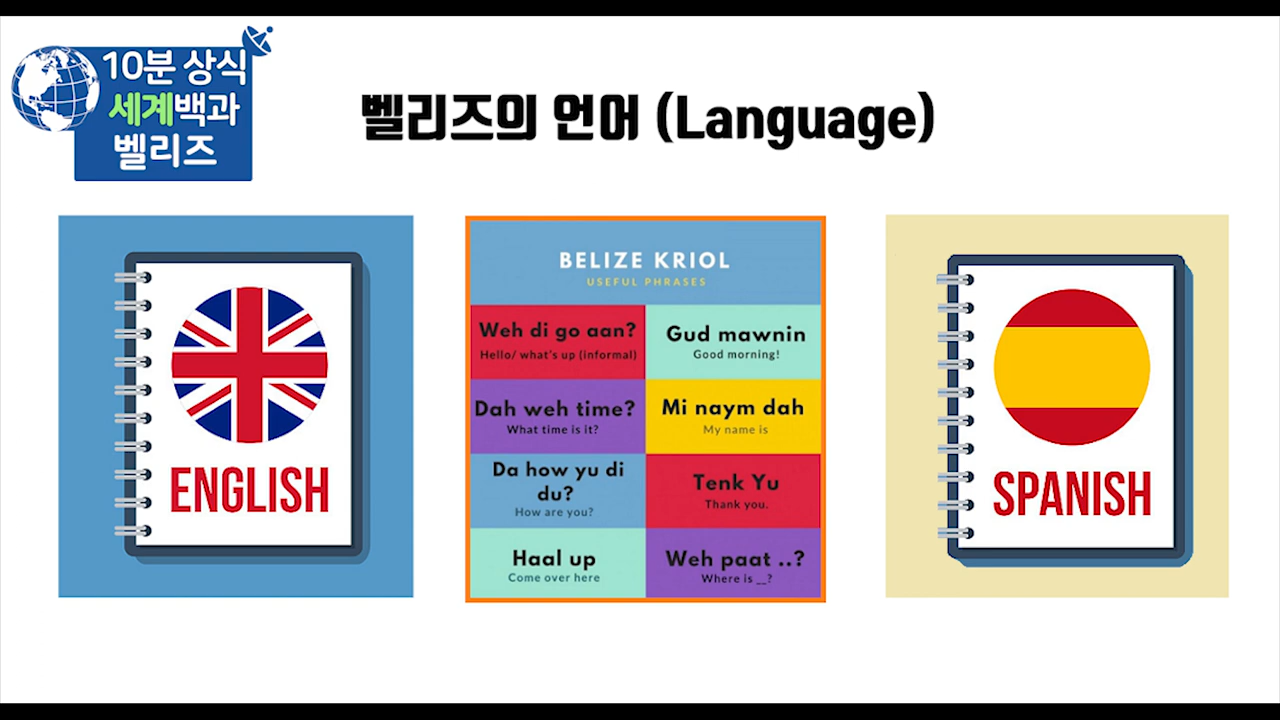 10분 상식
세계백과
벨리즈
벨리즈의 언어 (Language)
ENGLISH
BELIZE KRIOL
USEFUL PHRASES
Weh di go aan?
Hello/ what's up (informal)
Gud mawnin
Good morning!
Dah weh time?
What time is it?
Mi naym dah
My name is
Da how yu di
du?
How are you?
Tenk Yu
Thank you.
Haal up
Come over here
Weh paat ..?
Where is __?
SPANISH